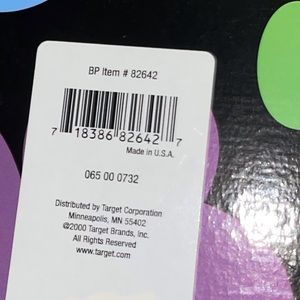 BP Item # 82642
7 18386 82642 7
Made in U.S.A.
065 00 0732
Distributed by Target Corporation
Minneapolis, MN 55402
©2000 Target Brands, Inc.
All Rights Reserved
www.target.com